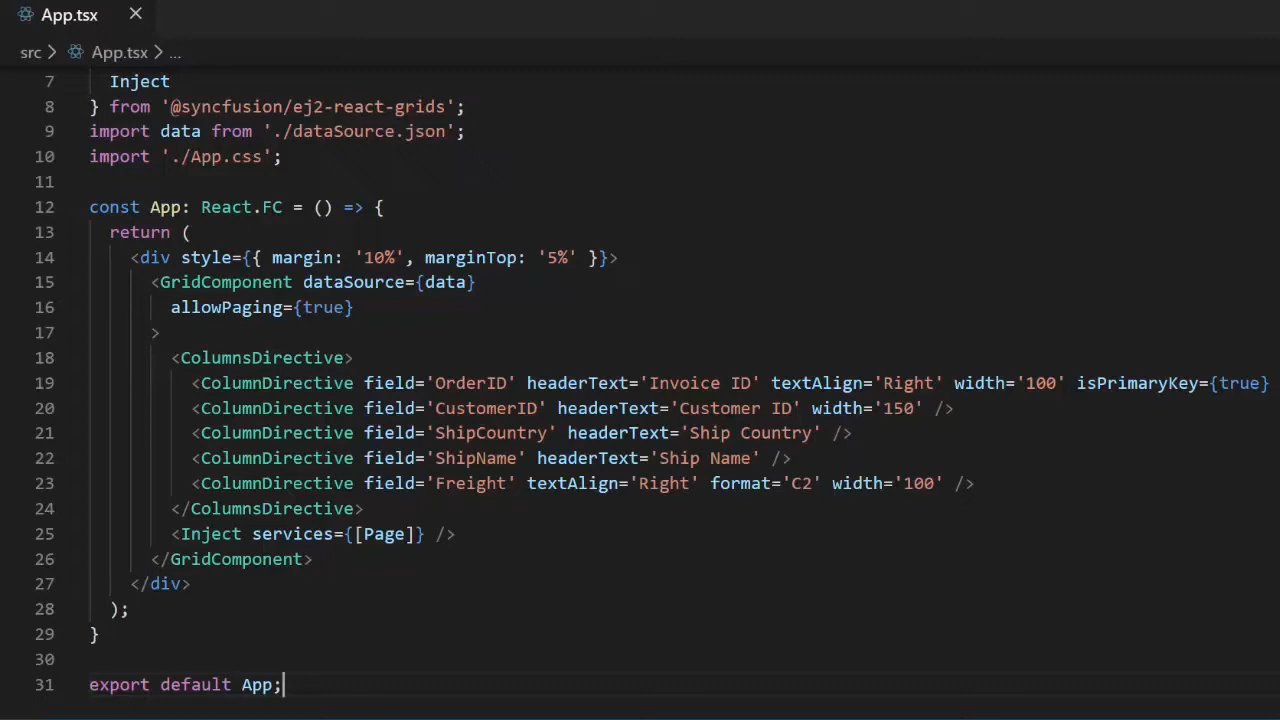 App.tsx
src > App.tsx > ...
7 Inject
8 } from '@syncfusion/ej2-react-grids';
9 import data from './dataSource.json';
10 import './App.css';
11
12 const App: React.FC = () => {
13 return (
14 <div style={{ margin: '10%', marginTop: '5%' }}>
15 <GridComponent dataSource={data}
16 allowPaging={true}
17 >
18 <ColumnsDirective>
19 <ColumnDirective field='OrderID' headerText='Invoice ID' textAlign='Right' width='100' isPrimaryKey={true}
20 <ColumnDirective field='CustomerID' headerText='Customer ID' width='150' />
21 <ColumnDirective field='ShipCountry' headerText='Ship Country' />
22 <ColumnDirective field='ShipName' headerText='Ship Name' />
23 <ColumnDirective field='Freight' textAlign='Right' format='C2' width='100' />
24 </ColumnsDirective>
25 <Inject services={[Page]} />
26 </GridComponent>
27 </div>
28 );
29 }
30
31 export default App;